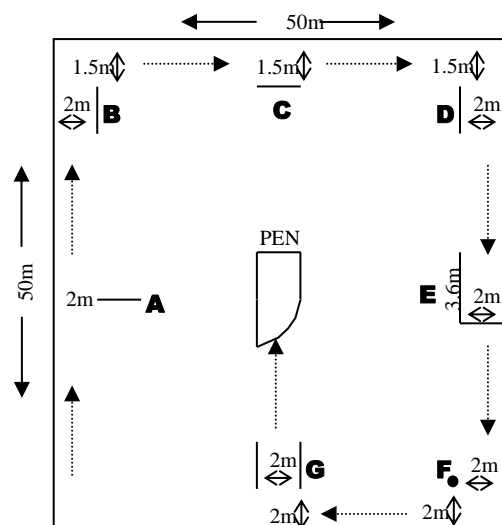 50m
1.5m 1.5m 1.5m
2m B C D 2m
PEN
50m
2m A 3.6m E 2m
2m G F 2m
2m 2m